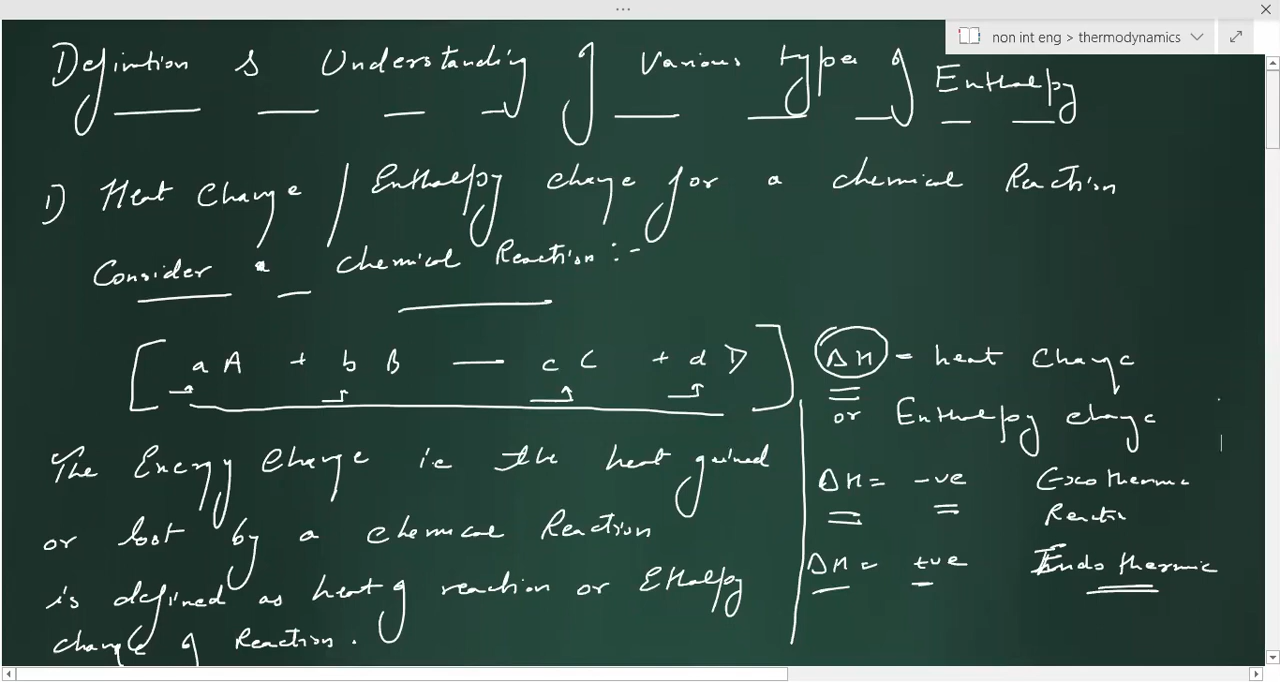 non int eng > thermodynamics
Definition & Understanding of Various type of Enthalpy
1) Heat Change / Enthalpy change for a chemical Reaction
Consider a chemical Reaction :-
[ aA + bB — cC + dD ]
The Energy Change i.e the heat gained
or lost by a chemical Reaction
is defined as heat of reaction or Ethalpy
change of Reaction.
ΔH = heat Change
or Enthalpy change
ΔH = -ve Exothermic
Reactn
ΔH = +ve Endothermic